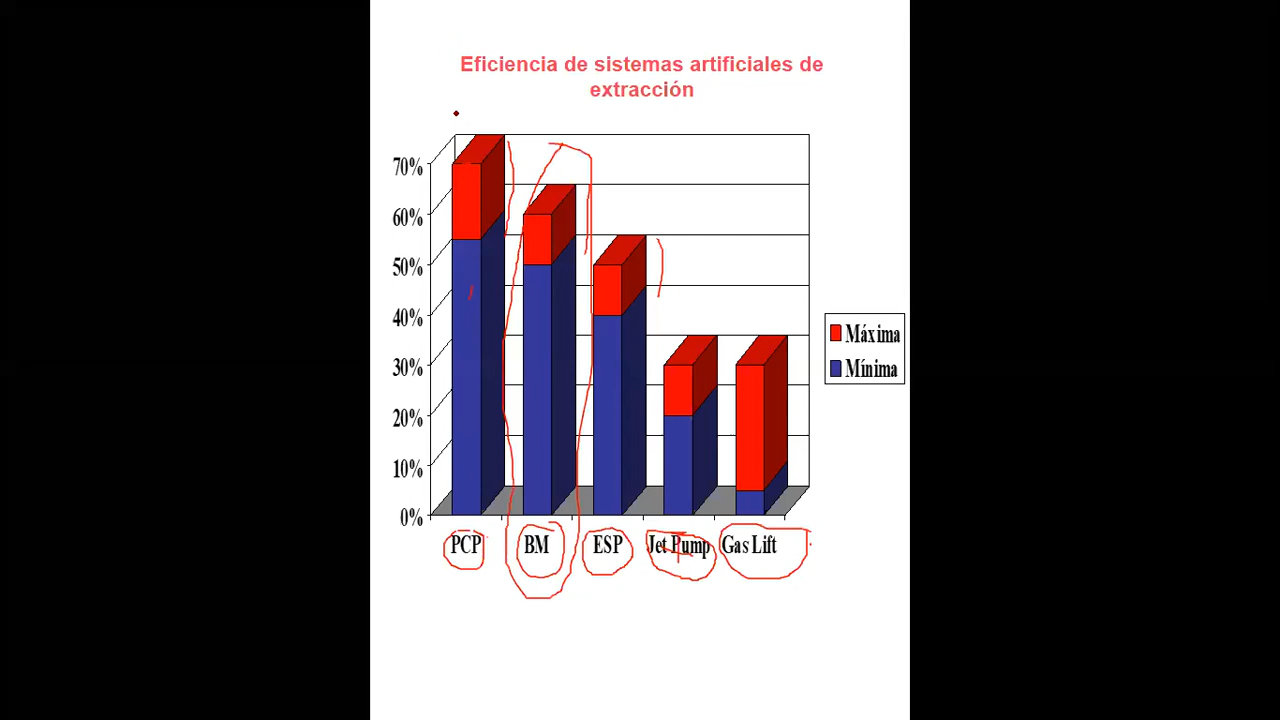 Eficiencia de sistemas artificiales de
extracción
70%
60%
50%
40%
30%
20%
10%
0%
PCP BM ESP Jet Pump Gas Lift
Máxima
Mínima